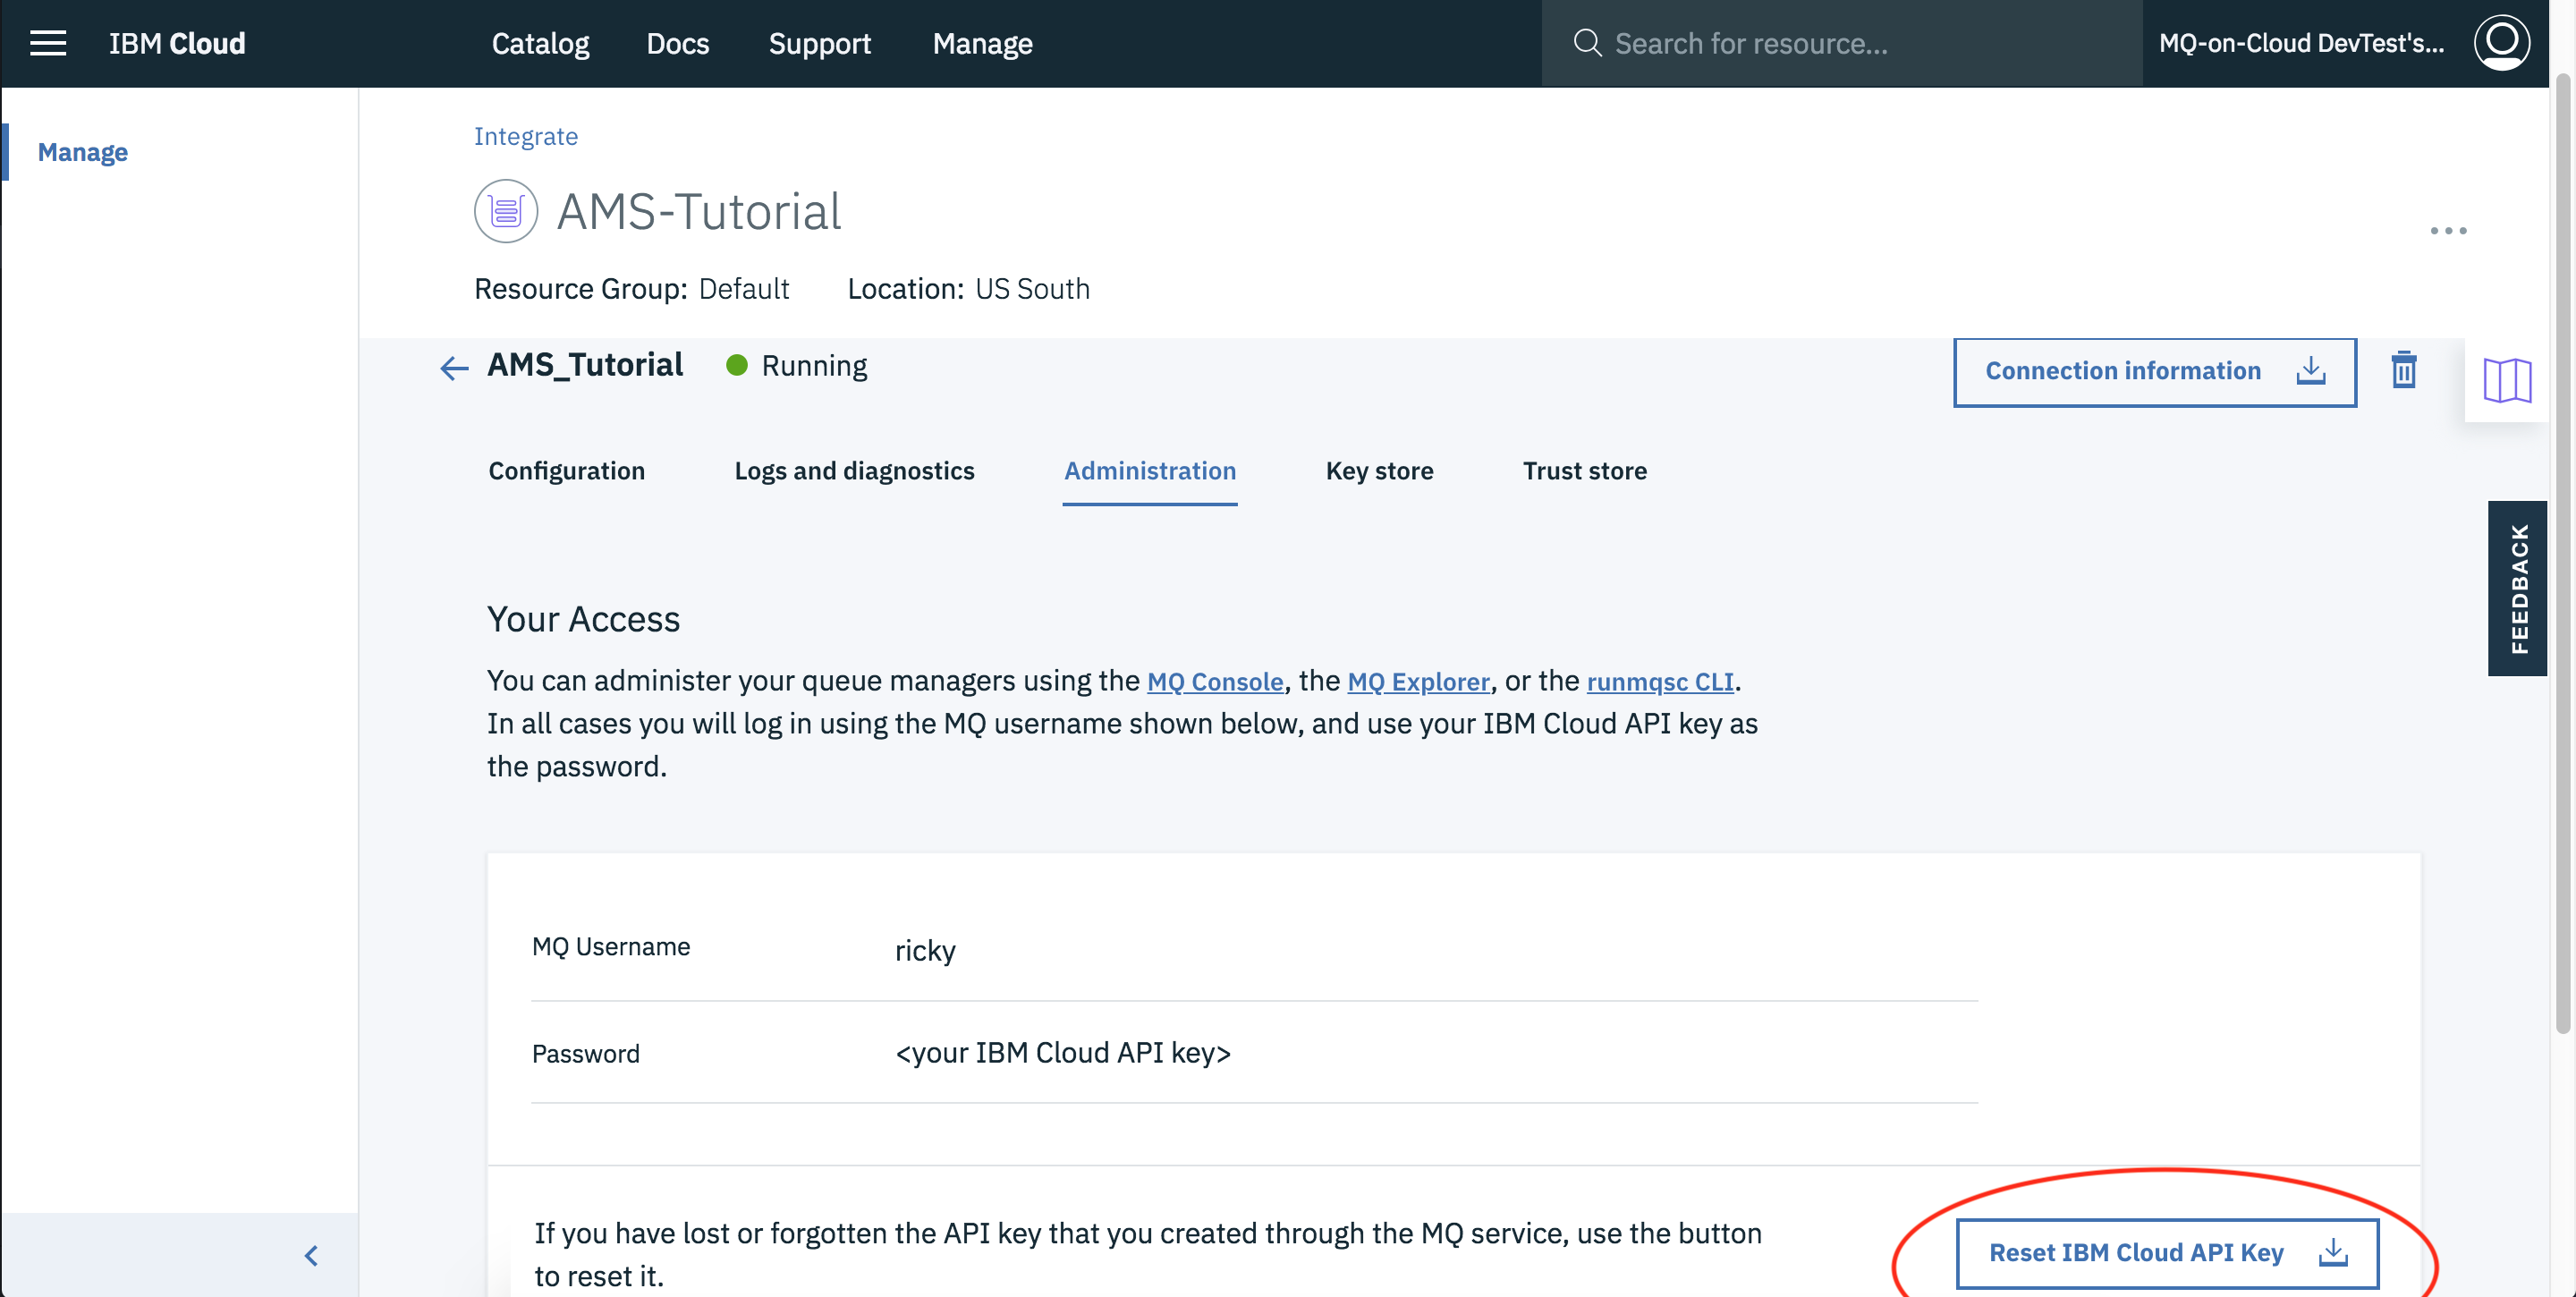 IBM Cloud Catalog Docs Support Manage Search for resource... MQ-on-Cloud DevTest's...
Manage
Integrate
AMS-Tutorial
Resource Group: Default Location: US South
AMS_Tutorial Running Connection information
Configuration Logs and diagnostics Administration Key store Trust store
FEEDBACK
Your Access
You can administer your queue managers using the MQ Console, the MQ Explorer, or the runmqsc CLI.
In all cases you will log in using the MQ username shown below, and use your IBM Cloud API key as
the password.
MQ Username ricky
Password <your IBM Cloud API key>
If you have lost or forgotten the API key that you created through the MQ service, use the button
to reset it.
Reset IBM Cloud API Key